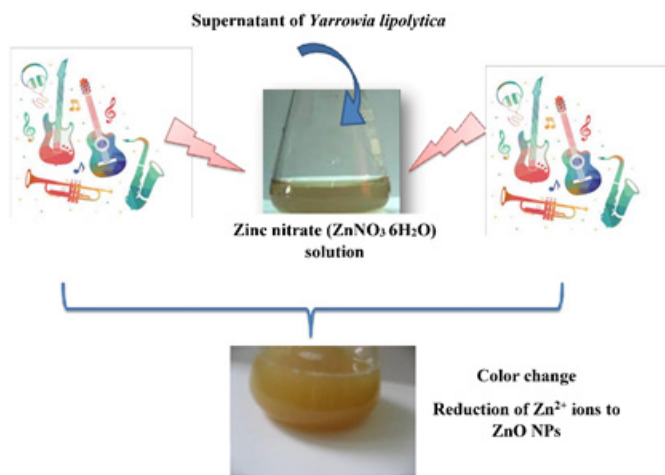 Supernatant of Yarrowia lipolytica
Zinc nitrate (ZnNO₃ 6H₂O)
solution
Color change
Reduction of Zn²⁺ ions to
ZnO NPs